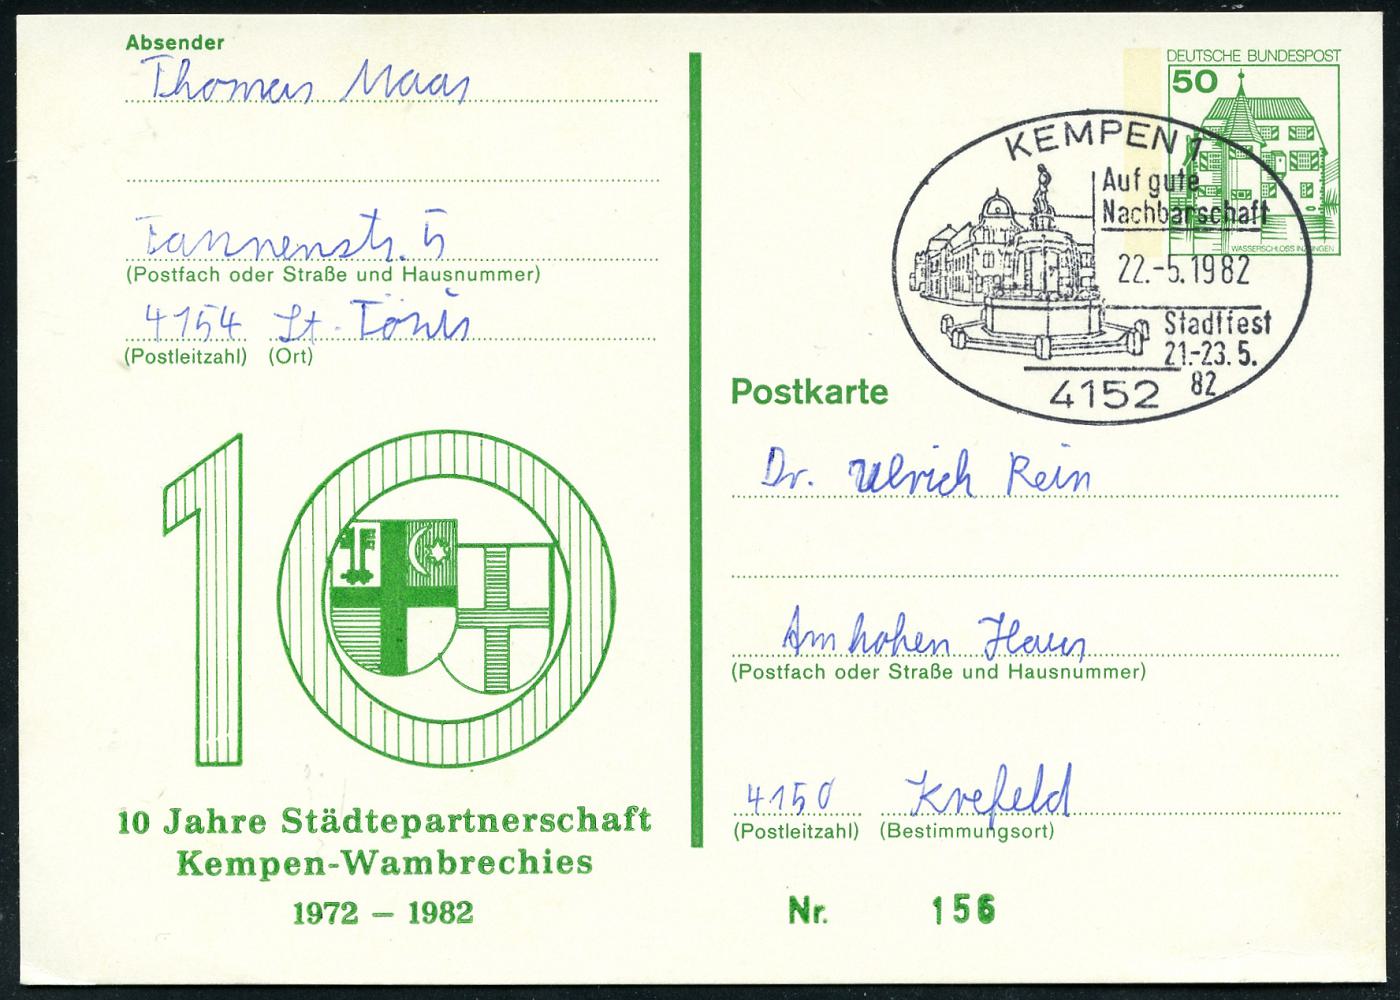 Absender
Thomas Maas
Tannenstr. 5
(Postfach oder Straße und Hausnummer)
4154 St. Tönis
(Postleitzahl) (Ort)
10
10 Jahre Städtepartnerschaft
Kempen-Wambrechies
1972 – 1982
DEUTSCHE BUNDESPOST
50
WASSERSCHLOSS INZLINGEN
KEMPEN 1
Auf gute
Nachbarschaft
22.-5.1982
Stadtfest
21.-23.5.
82
4152
Postkarte
Dr. Ulrich Rein
Am hohen Haus
(Postfach oder Straße und Hausnummer)
4150 Krefeld
(Postleitzahl) (Bestimmungsort)
Nr. 156